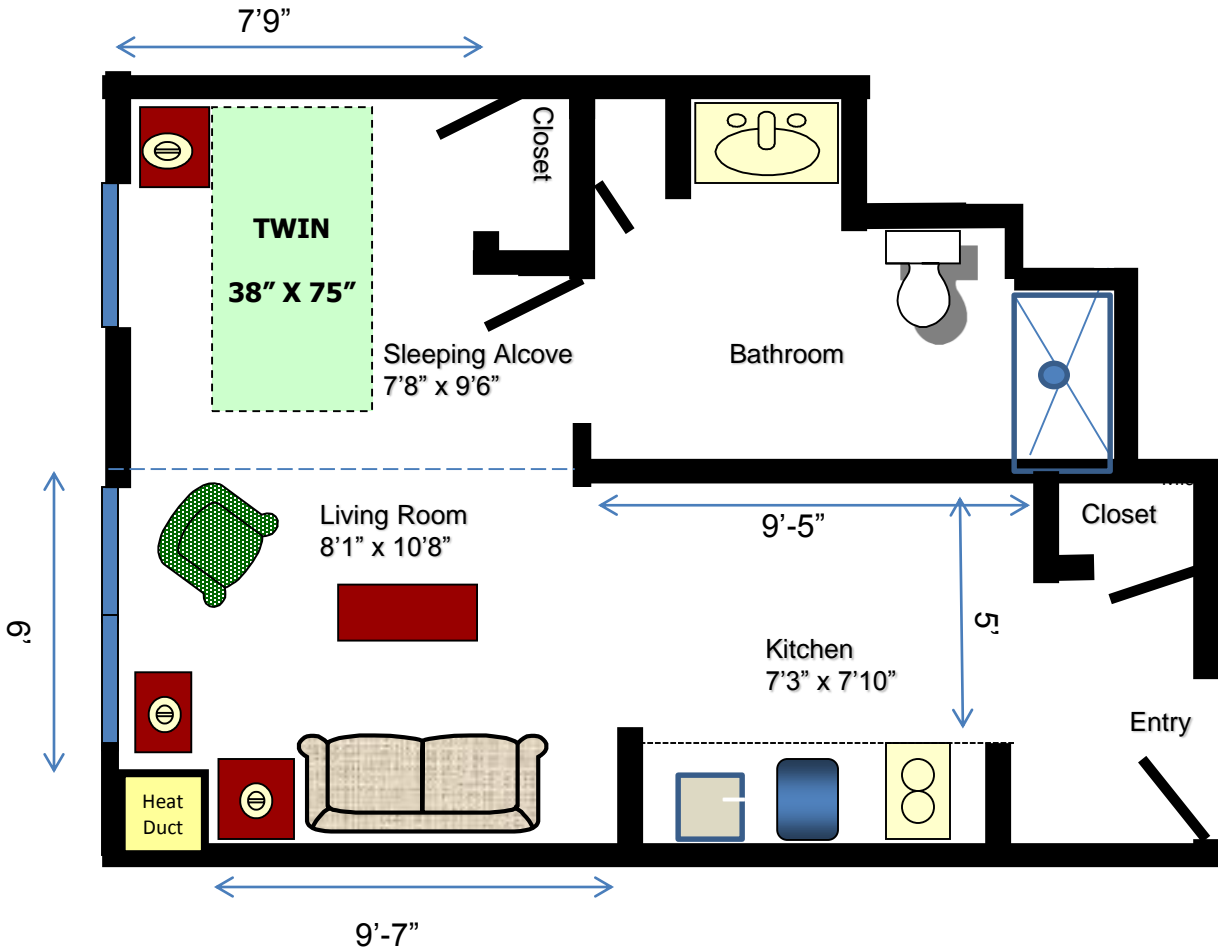 7’9”
Closet
TWIN
38” X 75”
Sleeping Alcove
7’8” x 9’6”
Bathroom
Living Room
8’1” x 10’8”
9’-5”
Closet
6’
5’
Kitchen
7’3” x 7’10”
Entry
Heat
Duct
9’-7”